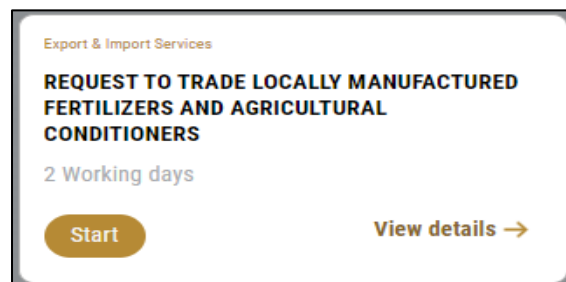 Export & Import Services
REQUEST TO TRADE LOCALLY MANUFACTURED
FERTILIZERS AND AGRICULTURAL
CONDITIONERS
2 Working days
Start
View details →